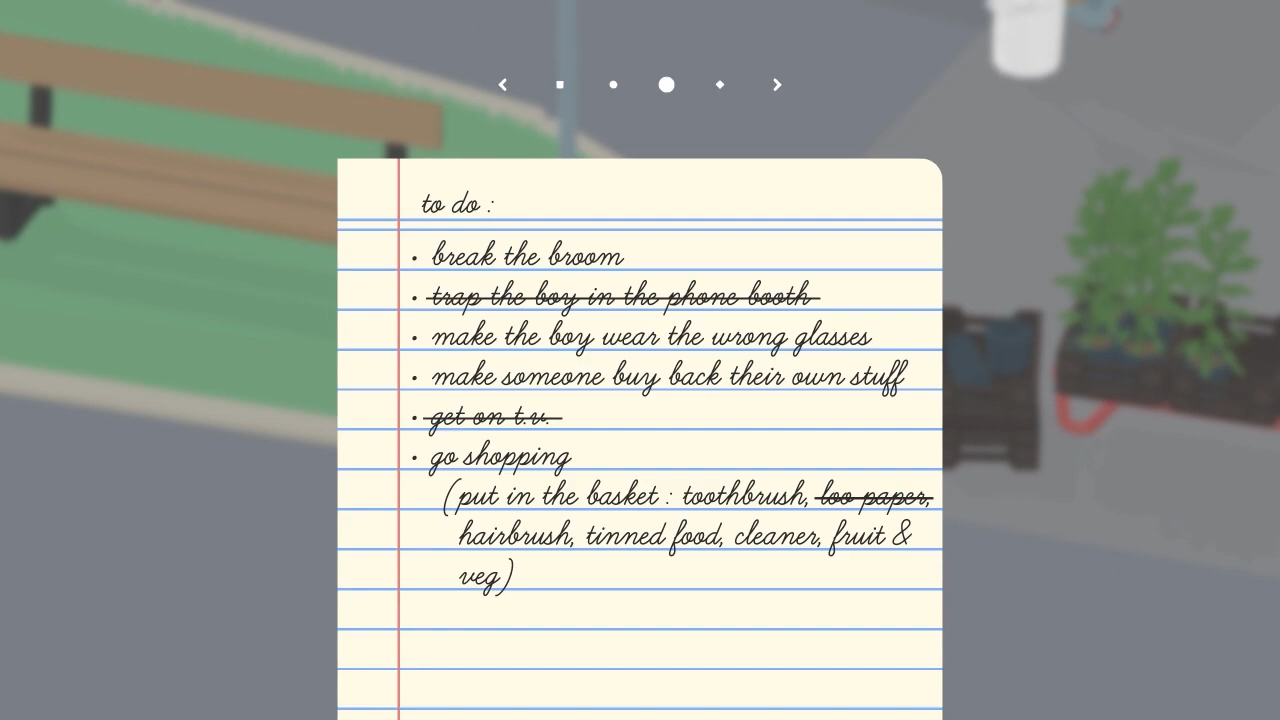 to do :
• break the broom
• trap the boy in the phone booth
• make the boy wear the wrong glasses
• make someone buy back their own stuff
• get on t.v.
• go shopping
(put in the basket : toothbrush, loo paper,
hairbrush, tinned food, cleaner, fruit &
veg)